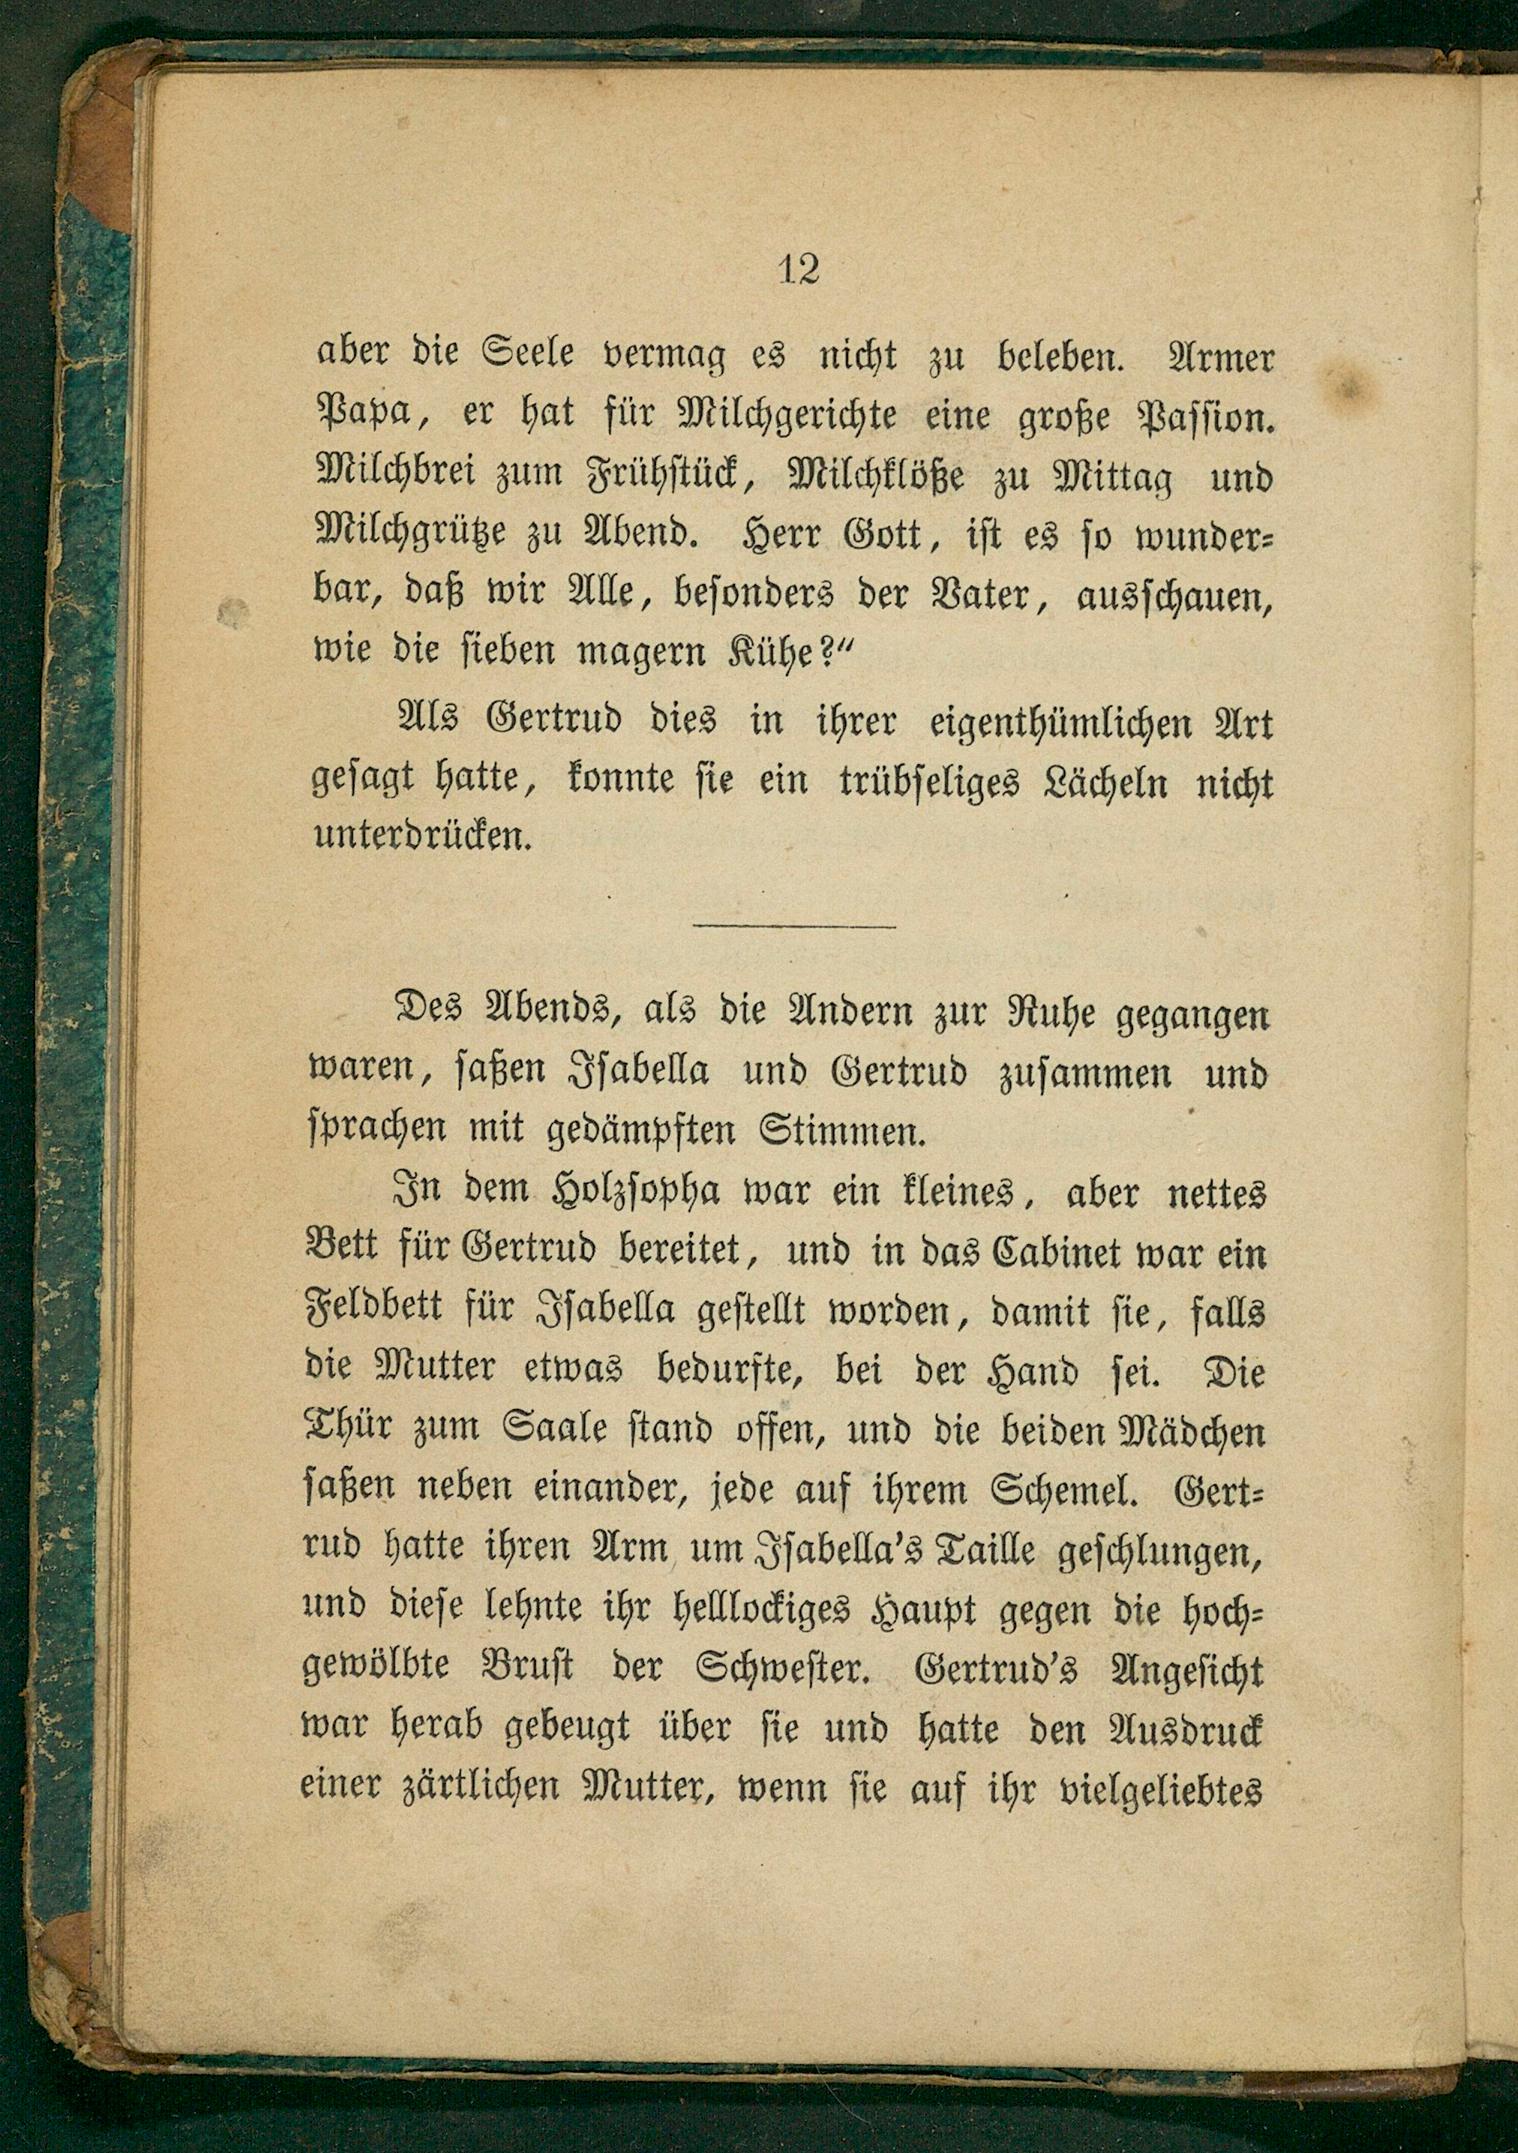 12
aber die Seele vermag es nicht zu beleben. Armer
Papa, er hat für Milchgerichte eine große Passion.
Milchbrei zum Frühstück, Milchklöße zu Mittag und
Milchgrütze zu Abend. Herr Gott, ist es so wunder-
bar, daß wir Alle, besonders der Vater, ausschauen,
wie die sieben magern Kühe?“
Als Gertrud dies in ihrer eigenthümlichen Art
gesagt hatte, konnte sie ein trübseliges Lächeln nicht
unterdrücken.
Des Abends, als die Andern zur Ruhe gegangen
waren, saßen Isabella und Gertrud zusammen und
sprachen mit gedämpften Stimmen.
In dem Holzsopha war ein kleines, aber nettes
Bett für Gertrud bereitet, und in das Cabinet war ein
Feldbett für Isabella gestellt worden, damit sie, falls
die Mutter etwas bedurfte, bei der Hand sei. Die
Thür zum Saale stand offen, und die beiden Mädchen
saßen neben einander, jede auf ihrem Schemel. Gert-
rud hatte ihren Arm um Isabella's Taille geschlungen,
und diese lehnte ihr helllockiges Haupt gegen die hoch-
gewölbte Brust der Schwester. Gertrud's Angesicht
war herab gebeugt über sie und hatte den Ausdruck
einer zärtlichen Mutter, wenn sie auf ihr vielgeliebtes